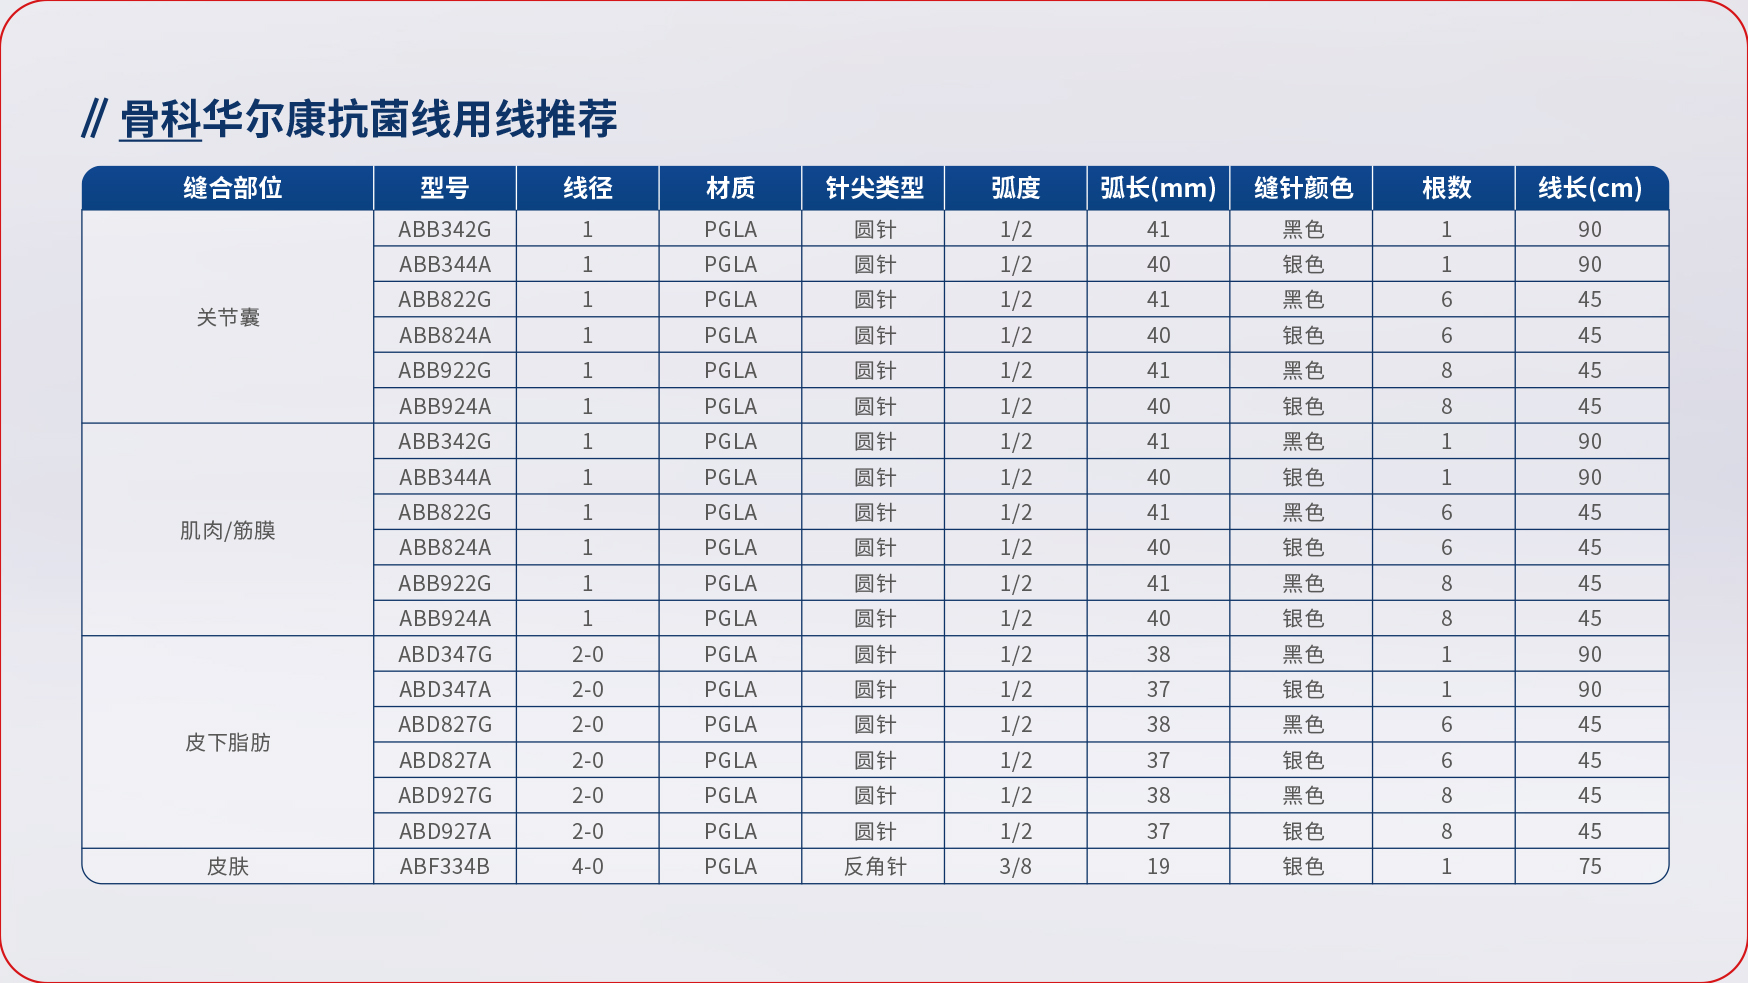 // 骨科华尔康抗菌线用线推荐
缝合部位 型号 线径 材质 针尖类型 弧度 弧长(mm) 缝针颜色 根数 线长(cm)
关节囊 ABB342G 1 PGLA 圆针 1/2 41 黑色 1 90
ABB344A 1 PGLA 圆针 1/2 40 银色 1 90
ABB822G 1 PGLA 圆针 1/2 41 黑色 6 45
ABB824A 1 PGLA 圆针 1/2 40 银色 6 45
ABB922G 1 PGLA 圆针 1/2 41 黑色 8 45
ABB924A 1 PGLA 圆针 1/2 40 银色 8 45
肌肉/筋膜 ABB342G 1 PGLA 圆针 1/2 41 黑色 1 90
ABB344A 1 PGLA 圆针 1/2 40 银色 1 90
ABB822G 1 PGLA 圆针 1/2 41 黑色 6 45
ABB824A 1 PGLA 圆针 1/2 40 银色 6 45
ABB922G 1 PGLA 圆针 1/2 41 黑色 8 45
ABB924A 1 PGLA 圆针 1/2 40 银色 8 45
皮下脂肪 ABD347G 2-0 PGLA 圆针 1/2 38 黑色 1 90
ABD347A 2-0 PGLA 圆针 1/2 37 银色 1 90
ABD827G 2-0 PGLA 圆针 1/2 38 黑色 6 45
ABD827A 2-0 PGLA 圆针 1/2 37 银色 6 45
ABD927G 2-0 PGLA 圆针 1/2 38 黑色 8 45
ABD927A 2-0 PGLA 圆针 1/2 37 银色 8 45
皮肤 ABF334B 4-0 PGLA 反角针 3/8 19 银色 1 75